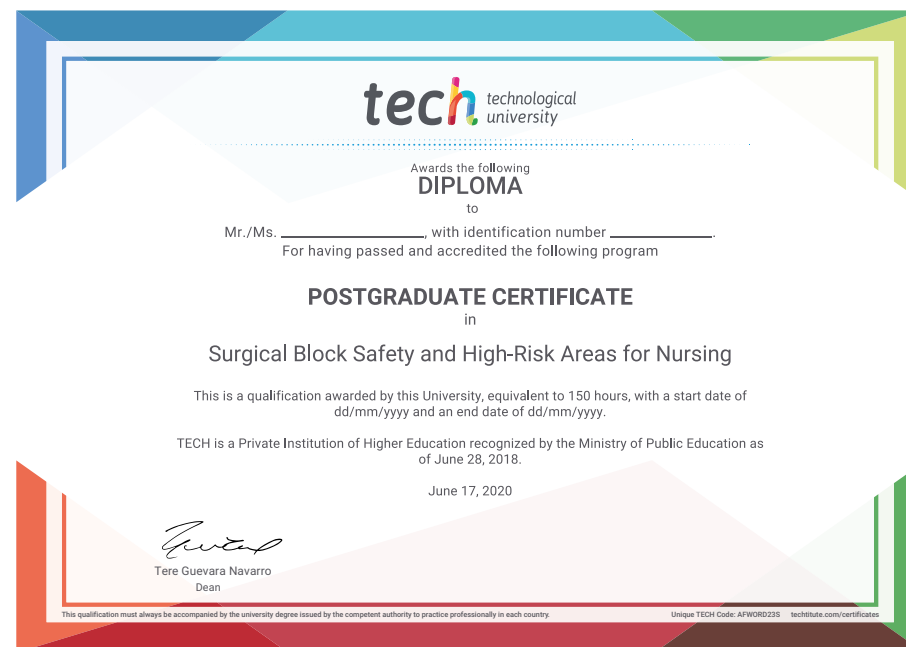 tech technological
university
Awards the following
DIPLOMA
to
Mr./Ms. ____________, with identification number ____________.
For having passed and accredited the following program
POSTGRADUATE CERTIFICATE
in
Surgical Block Safety and High-Risk Areas for Nursing
This is a qualification awarded by this University, equivalent to 150 hours, with a start date of
dd/mm/yyyy and an end date of dd/mm/yyyy.
TECH is a Private Institution of Higher Education recognized by the Ministry of Public Education as
of June 28, 2018.
June 17, 2020
Tere Guevara Navarro
Dean
This qualification must always be accompanied by the university degree issued by the competent authority to practice professionally in each country. Unique TECH Code: AFWORD23S techtitute.com/certificates